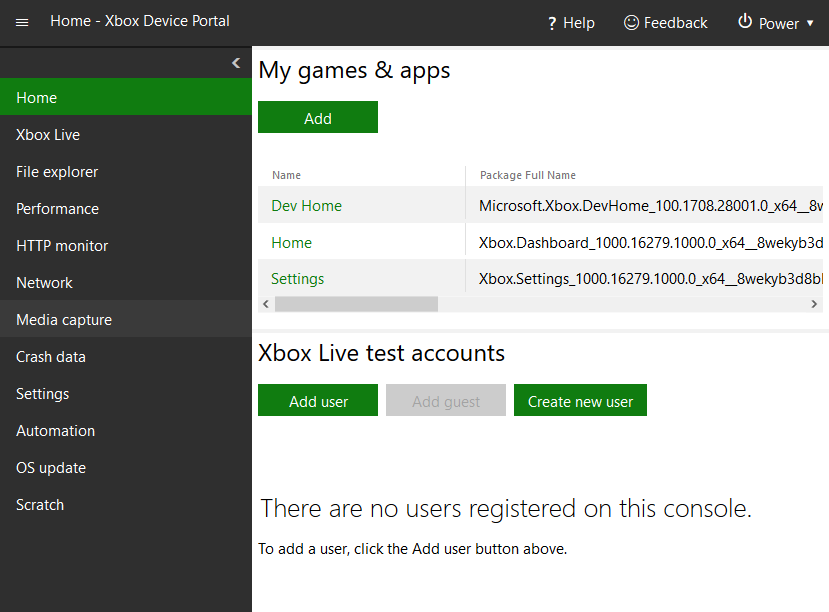 Home - Xbox Device Portal
? Help
Feedback
Power
Home
Xbox Live
File explorer
Performance
HTTP monitor
Network
Media capture
Crash data
Settings
Automation
OS update
Scratch
My games & apps
Add
Name Package Full Name
Dev Home Microsoft.Xbox.DevHome_100.1708.28001.0_x64__8w
Home Xbox.Dashboard_1000.16279.1000.0_x64__8wekyb3d
Settings Xbox.Settings_1000.16279.1000.0_x64__8wekyb3d8bl
Xbox Live test accounts
Add user Add guest Create new user
There are no users registered on this console.
To add a user, click the Add user button above.